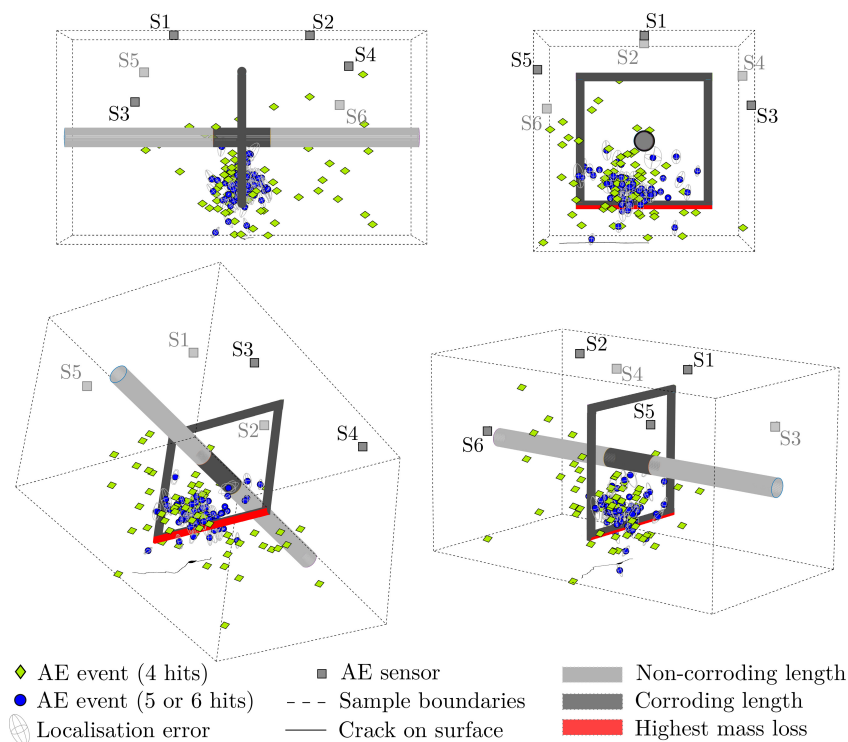 S1 S2
S5 S4
S3 S6
S1
S2
S5 S4
S6 S3
S1 S3
S5
S2
S4
S2 S1
S4
S5
S6 S3
AE event (4 hits) AE sensor Non-corroding length
AE event (5 or 6 hits) Sample boundaries Corroding length
Localisation error Crack on surface Highest mass loss